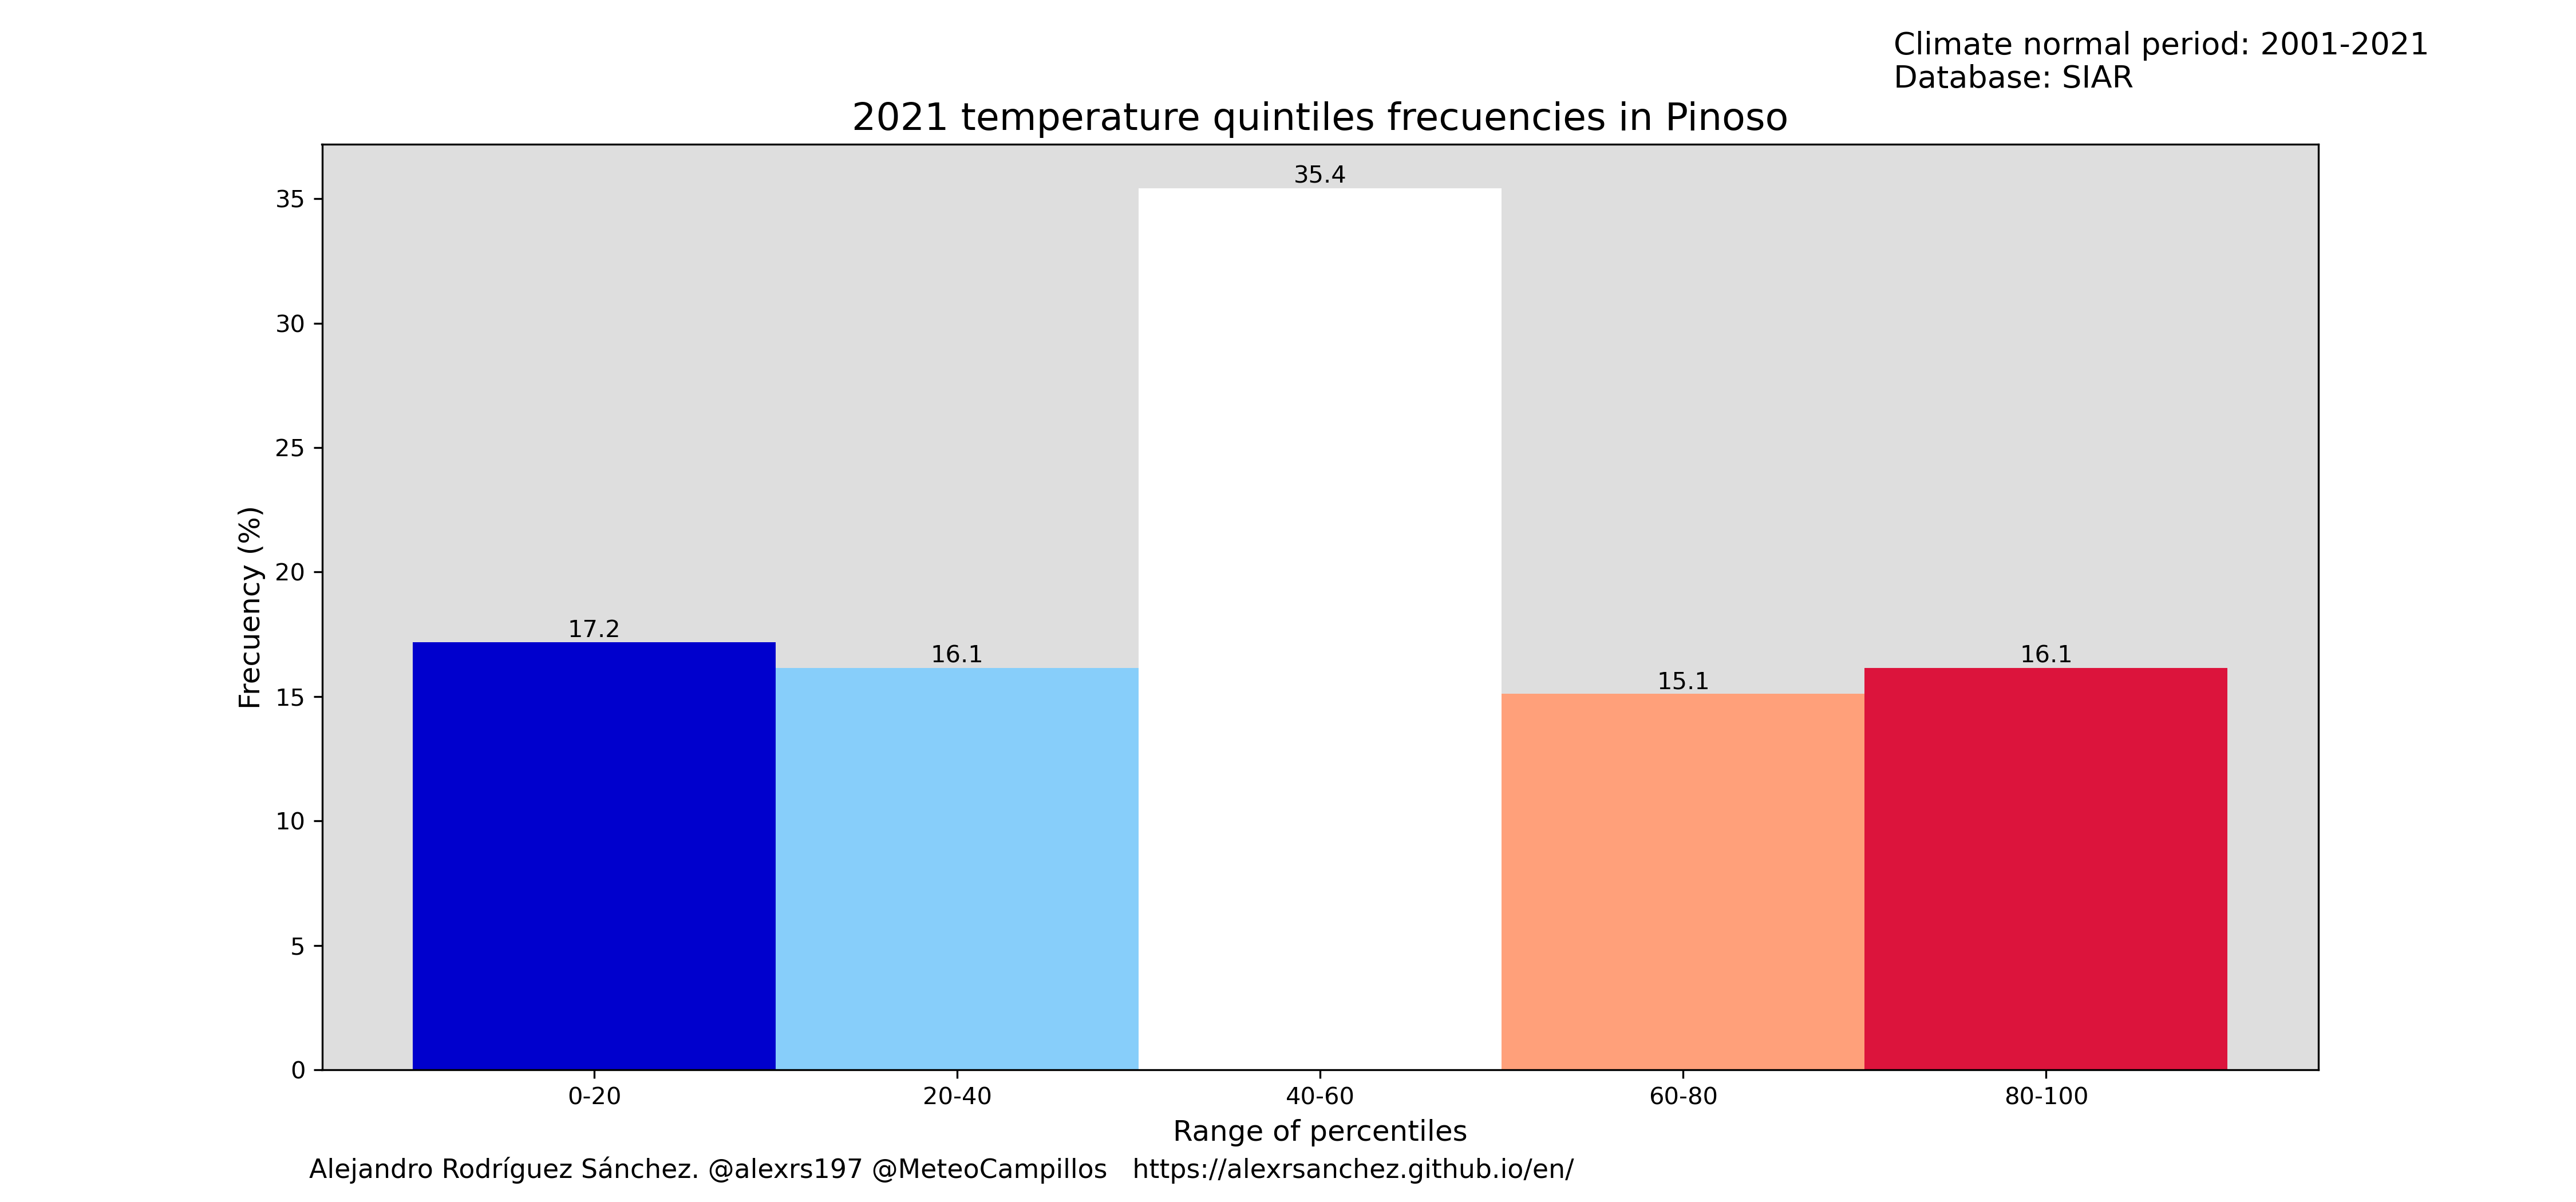 Climate normal period: 2001-2021
Database: SIAR
2021 temperature quintiles frecuencies in Pinoso
35.4
35
30
25
20
17.2
16.1
15.1
16.1
15
10
5
0
Frecuency (%)
0-20 20-40 40-60 60-80 80-100
Range of percentiles
Alejandro Rodríguez Sánchez. @alexrs197 @MeteoCampillos https://alexrsanchez.github.io/en/